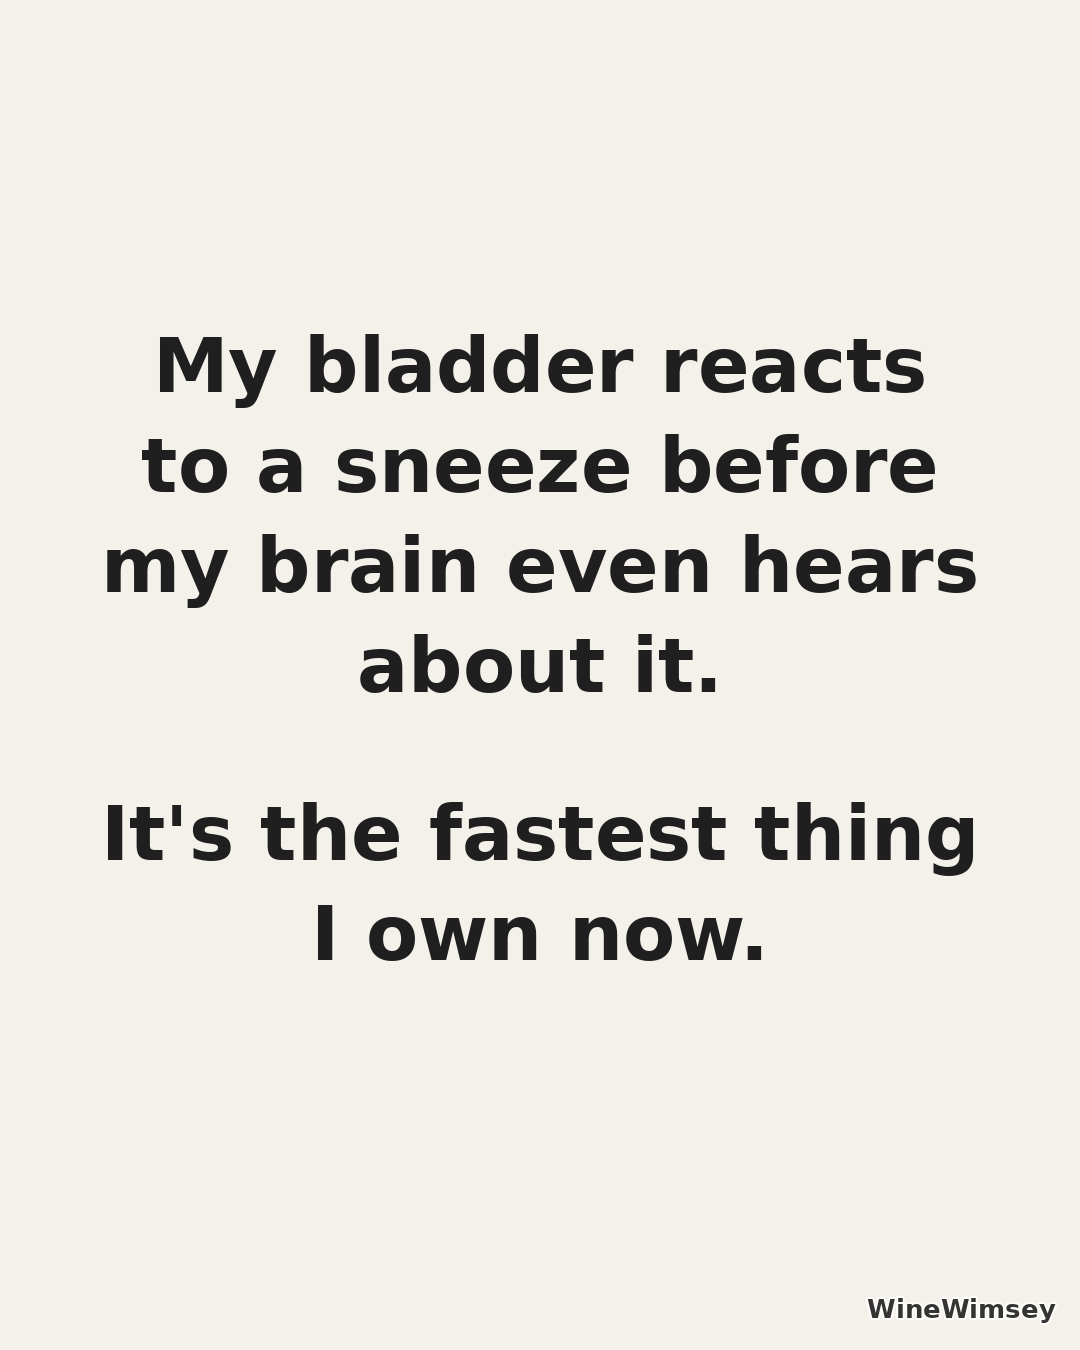 My bladder reacts
to a sneeze before
my brain even hears
about it.
It's the fastest thing
I own now.
WineWimsey